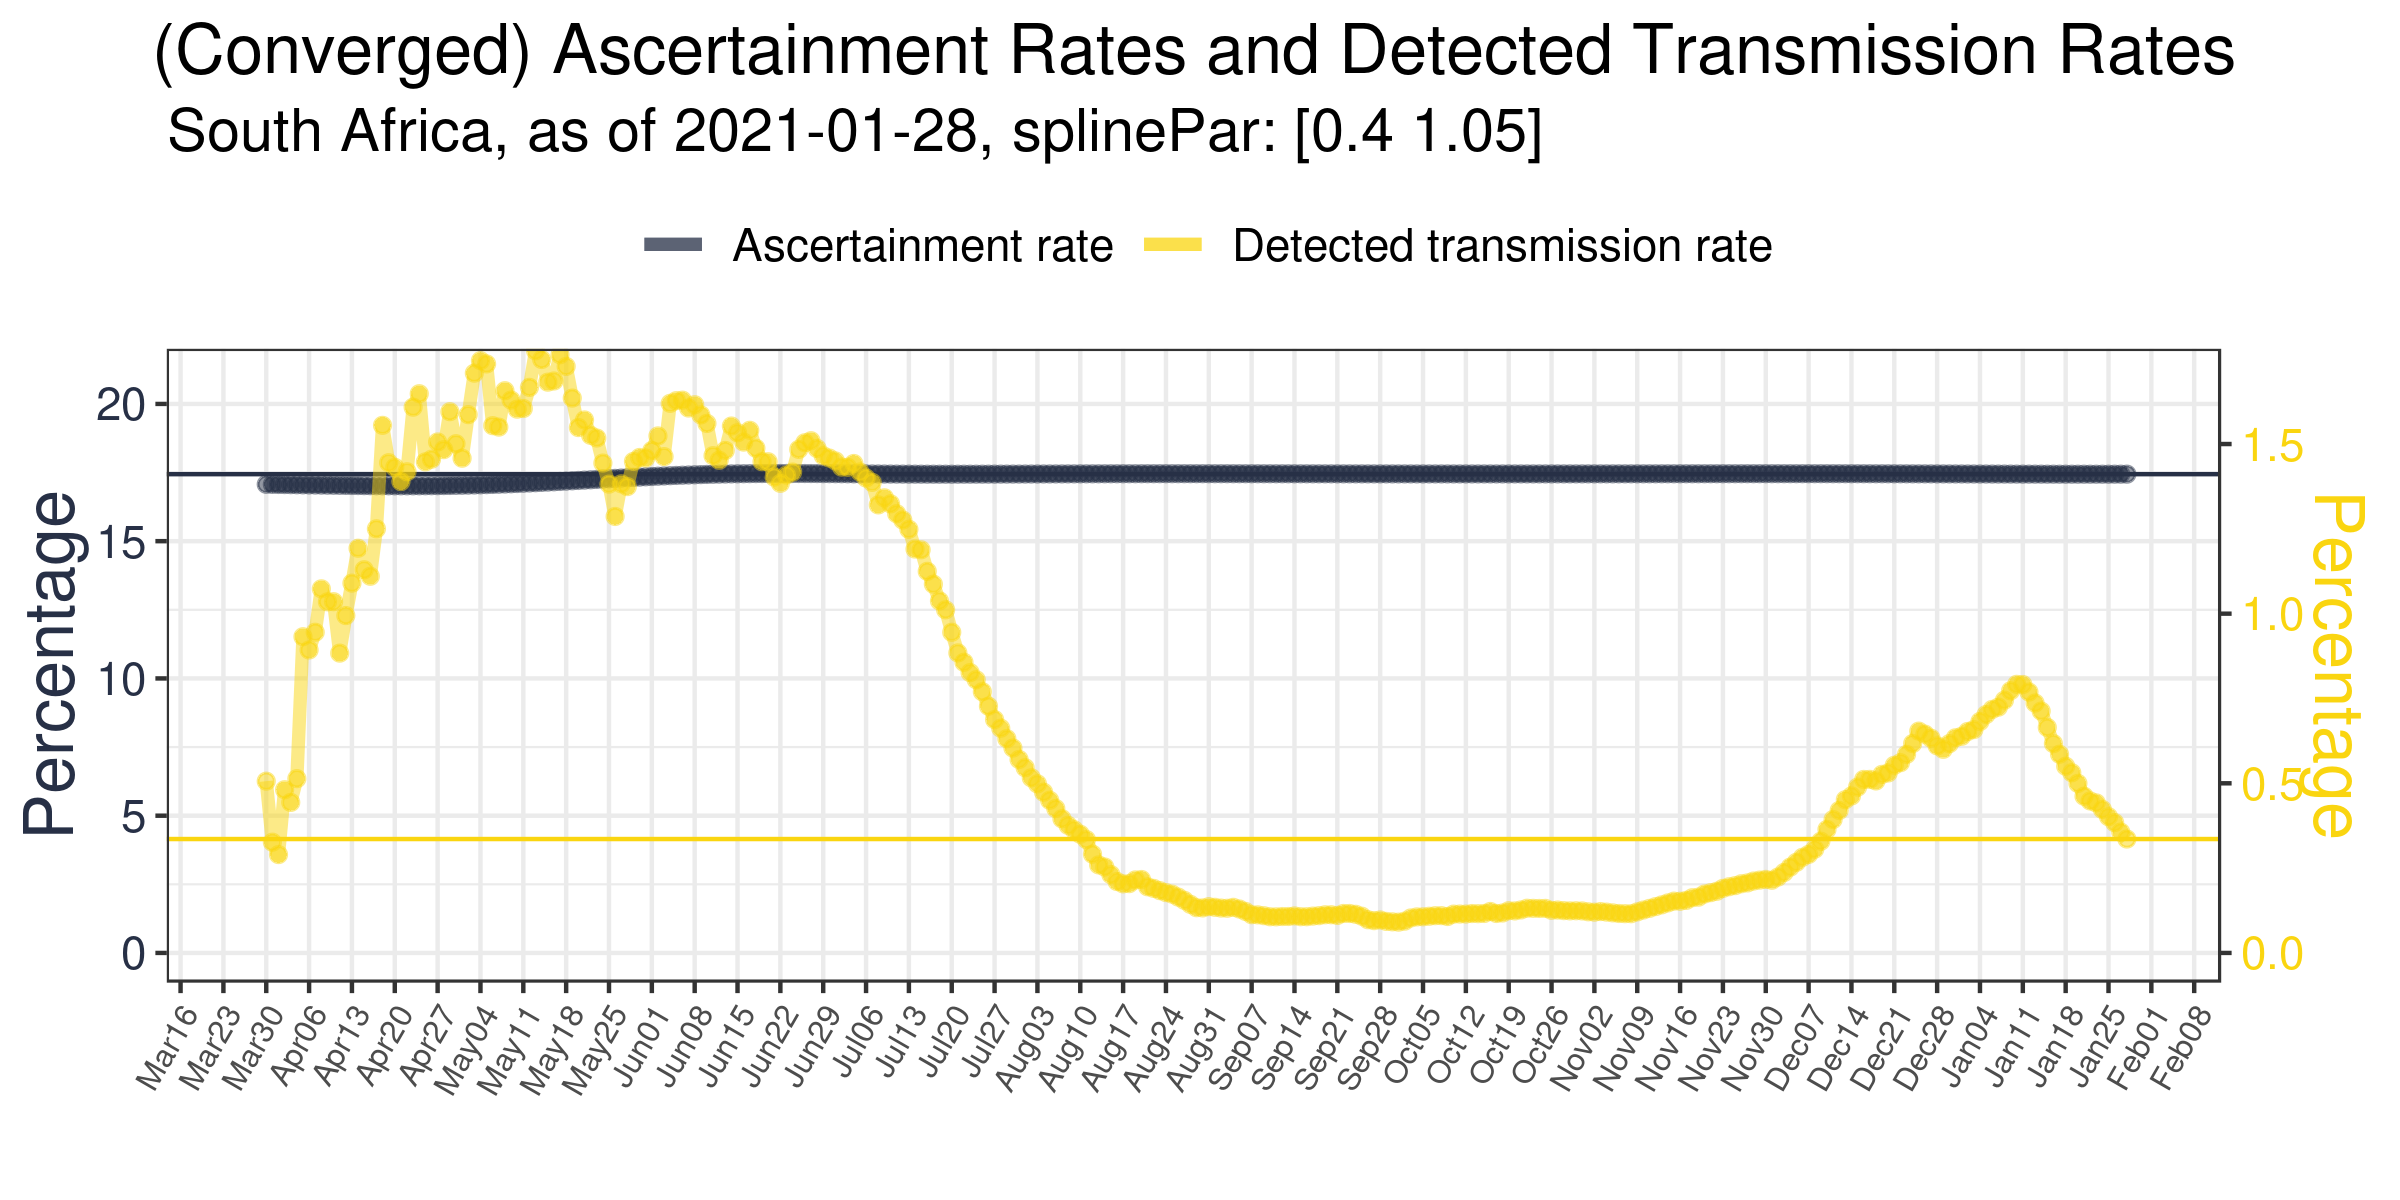 (Converged) Ascertainment Rates and Detected Transmission Rates
South Africa, as of 2021-01-28, splinePar: [0.4 1.05]
Ascertainment rate
Detected transmission rate
Percentage
20
15
10
5
0
1.5
1.0
0.5
0.0
Percentage
Mar16
Mar23
Mar30
Apr06
Apr13
Apr20
Apr27
May04
May11
May18
May25
Jun01
Jun08
Jun15
Jun22
Jun29
Jul06
Jul13
Jul20
Jul27
Aug03
Aug10
Aug17
Aug24
Aug31
Sep07
Sep14
Sep21
Sep28
Oct05
Oct12
Oct19
Oct26
Nov02
Nov09
Nov16
Nov23
Nov30
Dec07
Dec14
Dec21
Dec28
Jan04
Jan11
Jan18
Jan25
Feb01
Feb08